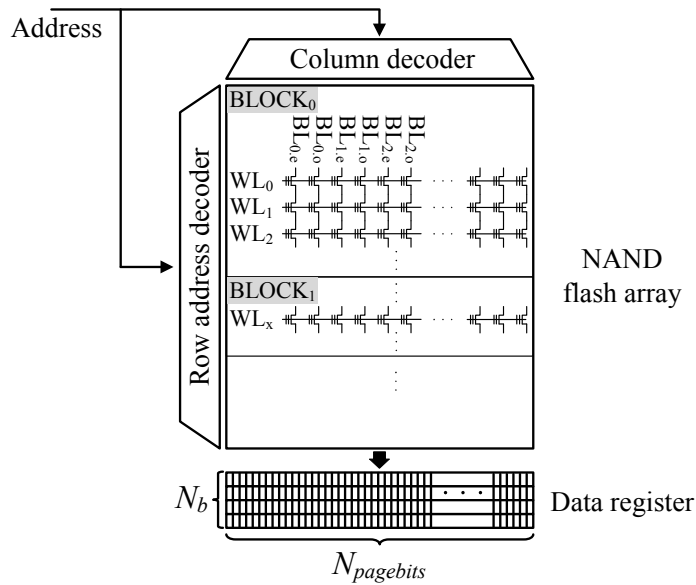 Address
Column decoder
Row address decoder
BLOCK0
BL0.e BL0.o BL1.e BL1.o BL2.e BL2.o
WL0
WL1
WL2
BLOCK1
WLx
NAND
flash array
Nb
Data register
Npagebits